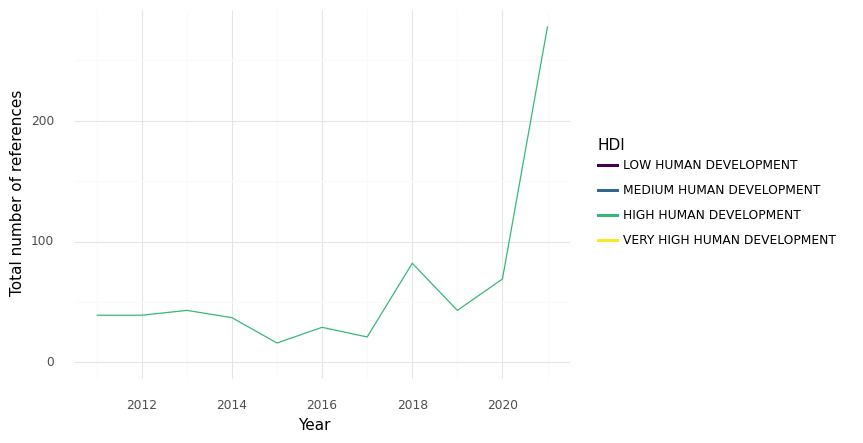 Total number of references
200
100
0
2012 2014 2016 2018 2020
Year
HDI
LOW HUMAN DEVELOPMENT
MEDIUM HUMAN DEVELOPMENT
HIGH HUMAN DEVELOPMENT
VERY HIGH HUMAN DEVELOPMENT